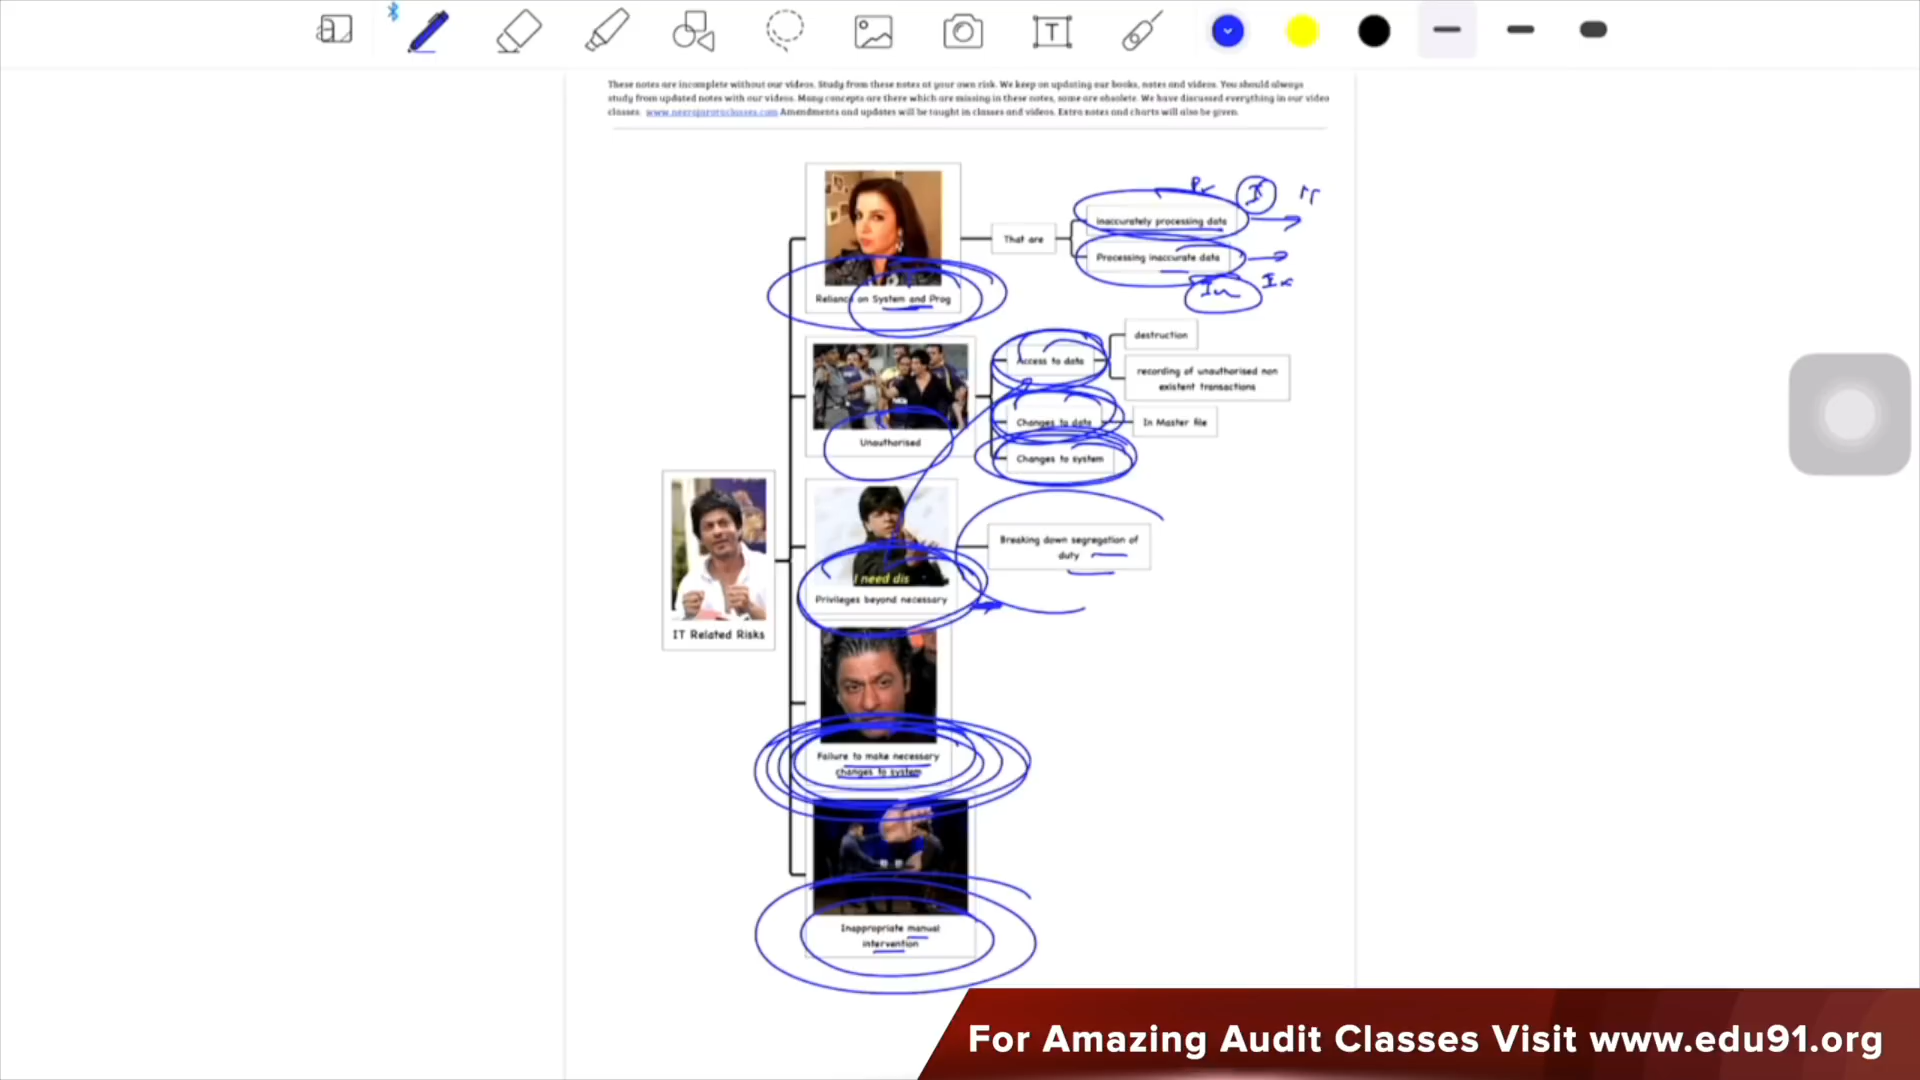 These notes are incomplete without our videos. Study from these notes at your own risk. We keep on updating our books, notes and videos. You should always
study from updated notes with our videos. Many concepts are there which are missing in these notes, some are obsolete. We have discussed everything in our video
classes. www.neerajaroraclasses.com Amendments and updates will be taught in classes and videos. Extra notes and charts will also be given.
That are
inaccurately processing data
Processing inaccurate data
Reliance on System and Prog
Access to data
destruction
recording of unauthorised non
existent transactions
Changes to data
In Master file
Changes to system
Unauthorised
Breaking down segregation of
duty
I need dis
Privileges beyond necessary
IT Related Risks
Failure to make necessary
changes to system
Inappropriate manual
intervention
For Amazing Audit Classes Visit www.edu91.org